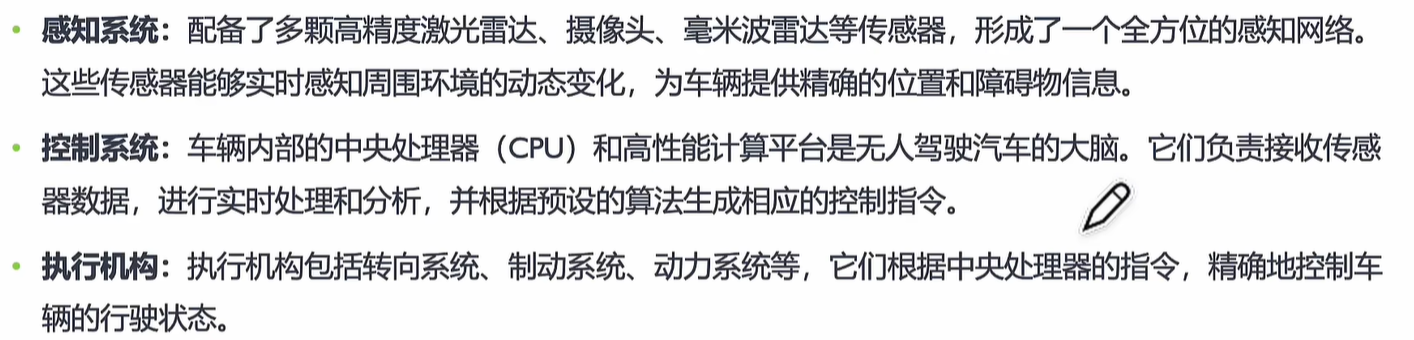 • 感知系统：配备了多颗高精度激光雷达、摄像头、毫米波雷达等传感器，形成了一个全方位的感知网络。
这些传感器能够实时感知周围环境的动态变化，为车辆提供精确的位置和障碍物信息。
• 控制系统：车辆内部的中央处理器（CPU）和高性能计算平台是无人驾驶汽车的大脑。它们负责接收传感
器数据，进行实时处理和分析，并根据预设的算法生成相应的控制指令。
• 执行机构：执行机构包括转向系统、制动系统、动力系统等，它们根据中央处理器的指令，精确地控制车
辆的行驶状态。